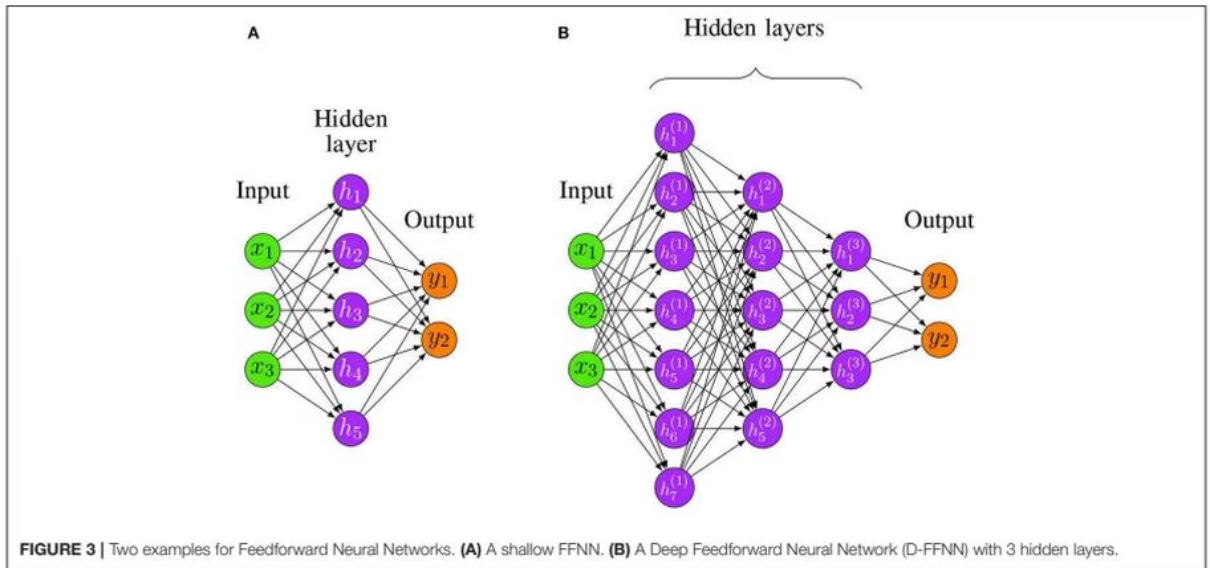 A
B
Hidden layers
Hidden
layer
Input
Output
x₁
x₂
x₃
h₁
h₂
h₃
h₄
h₅
y₁
y₂
Input
Output
x₁
x₂
x₃
h₁⁽¹⁾
h₂⁽¹⁾
h₃⁽¹⁾
h₄⁽¹⁾
h₅⁽¹⁾
h₆⁽¹⁾
h₇⁽¹⁾
h₁⁽²⁾
h₂⁽²⁾
h₃⁽²⁾
h₄⁽²⁾
h₅⁽²⁾
h₁⁽³⁾
h₂⁽³⁾
h₃⁽³⁾
y₁
y₂
FIGURE 3 | Two examples for Feedforward Neural Networks. (A) A shallow FFNN. (B) A Deep Feedforward Neural Network (D-FFNN) with 3 hidden layers.